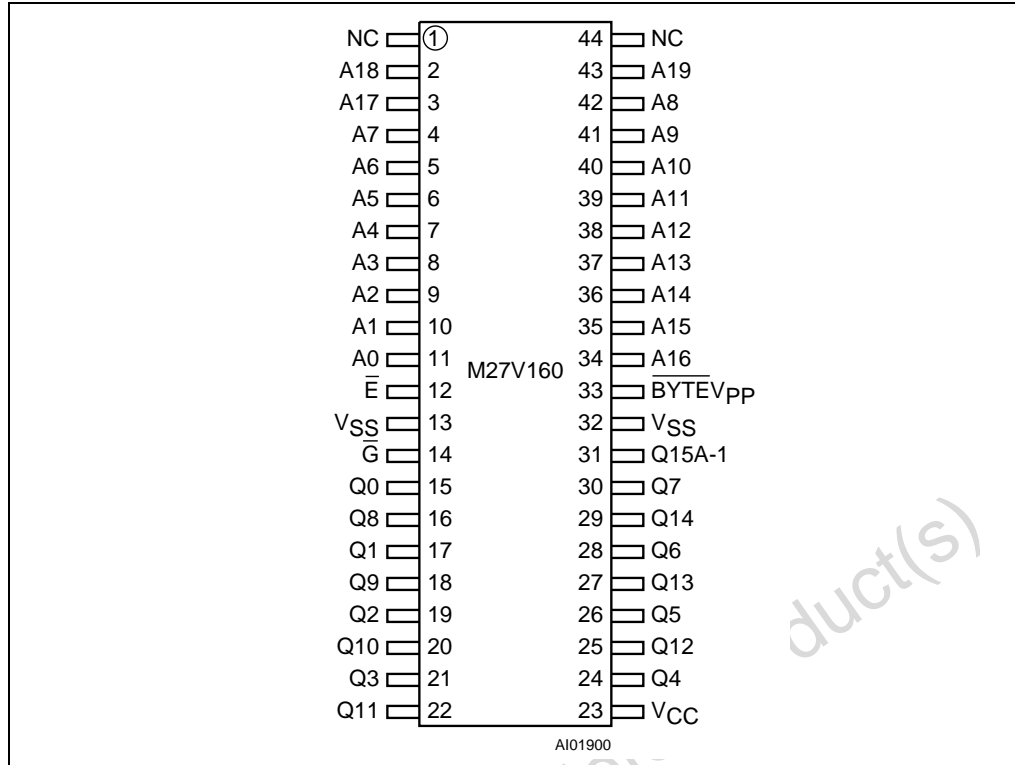 NC 1 44 NC
A18 2 43 A19
A17 3 42 A8
A7 4 41 A9
A6 5 40 A10
A5 6 39 A11
A4 7 38 A12
A3 8 37 A13
A2 9 36 A14
A1 10 35 A15
A0 11 34 A16
M27V160
E̅ 12 33 B̅Y̅T̅E̅VPP
VSS 13 32 VSS
G̅ 14 31 Q15A-1
Q0 15 30 Q7
Q8 16 29 Q14
Q1 17 28 Q6
Q9 18 27 Q13
Q2 19 26 Q5
Q10 20 25 Q12
Q3 21 24 Q4
Q11 22 23 VCC
AI01900
duct(s)